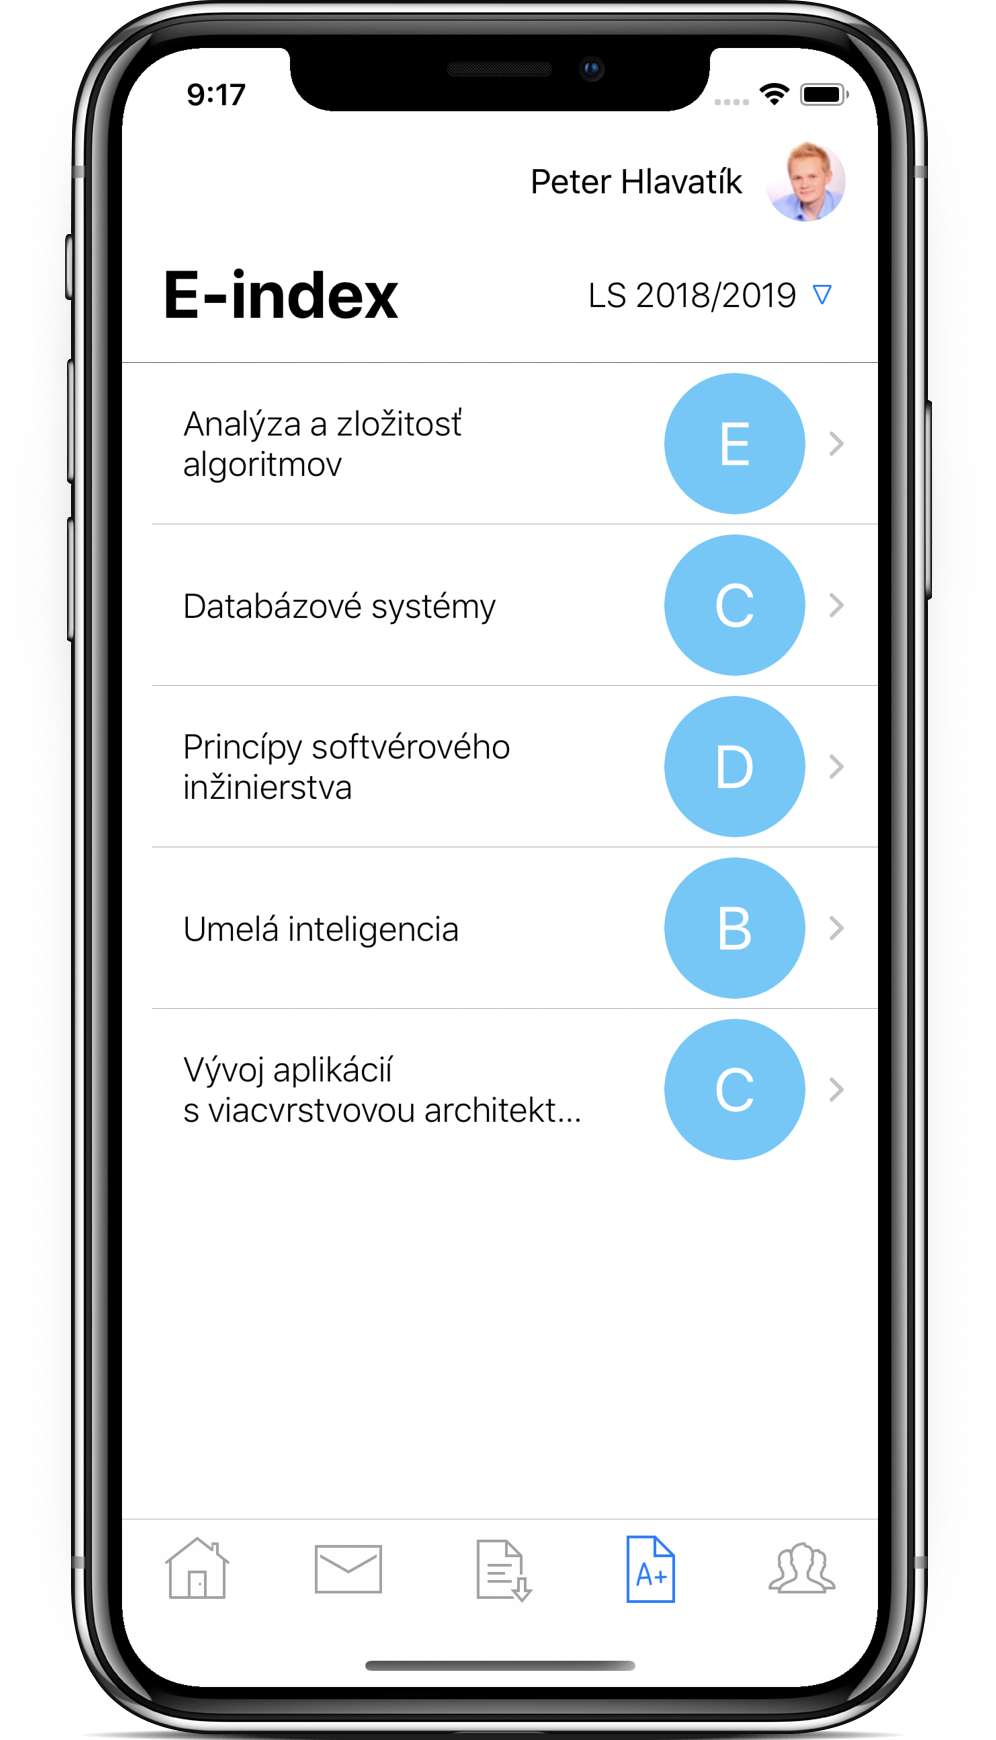 9:17
Peter Hlavatík
E-index
LS 2018/2019
Analýza a zložitosť
algoritmov
E
Databázové systémy
C
Princípy softvérového
inžinierstva
D
Umelá inteligencia
B
Vývoj aplikácií
s viacvrstvovou architekt...
C
A+